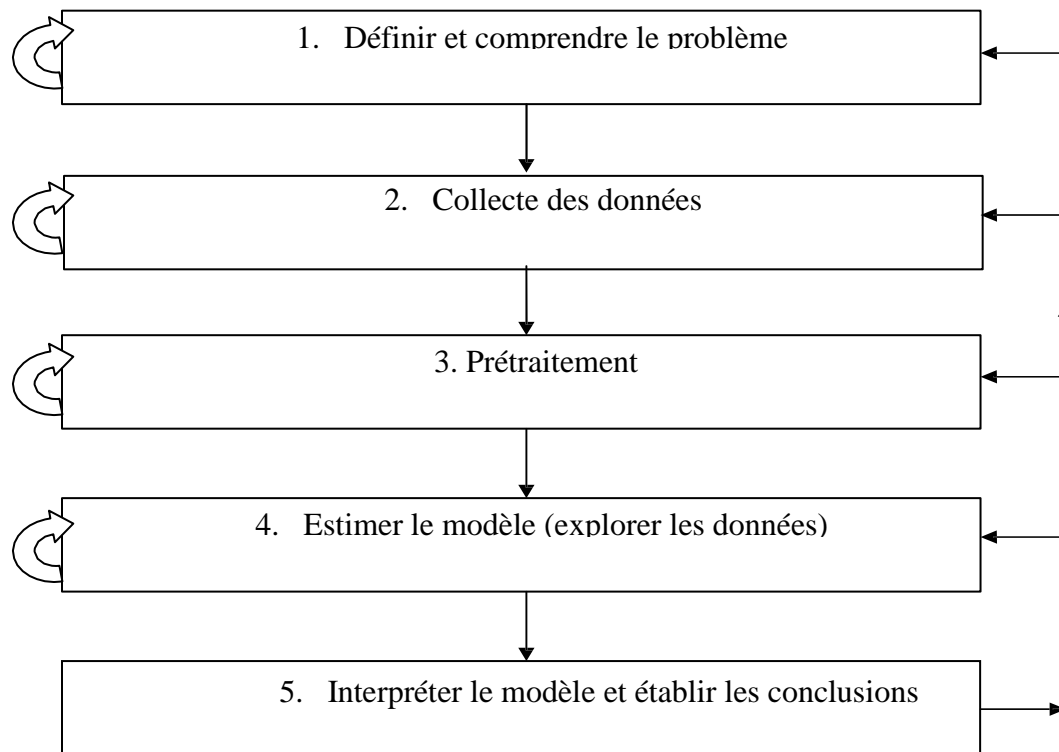 1. Définir et comprendre le problème
2. Collecte des données
3. Prétraitement
4. Estimer le modèle (explorer les données)
5. Interpréter le modèle et établir les conclusions